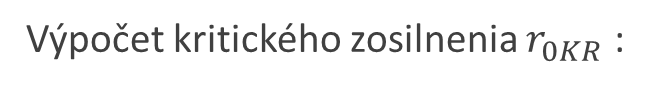 Výpočet kritického zosilnenia r₀ₖᵣ :